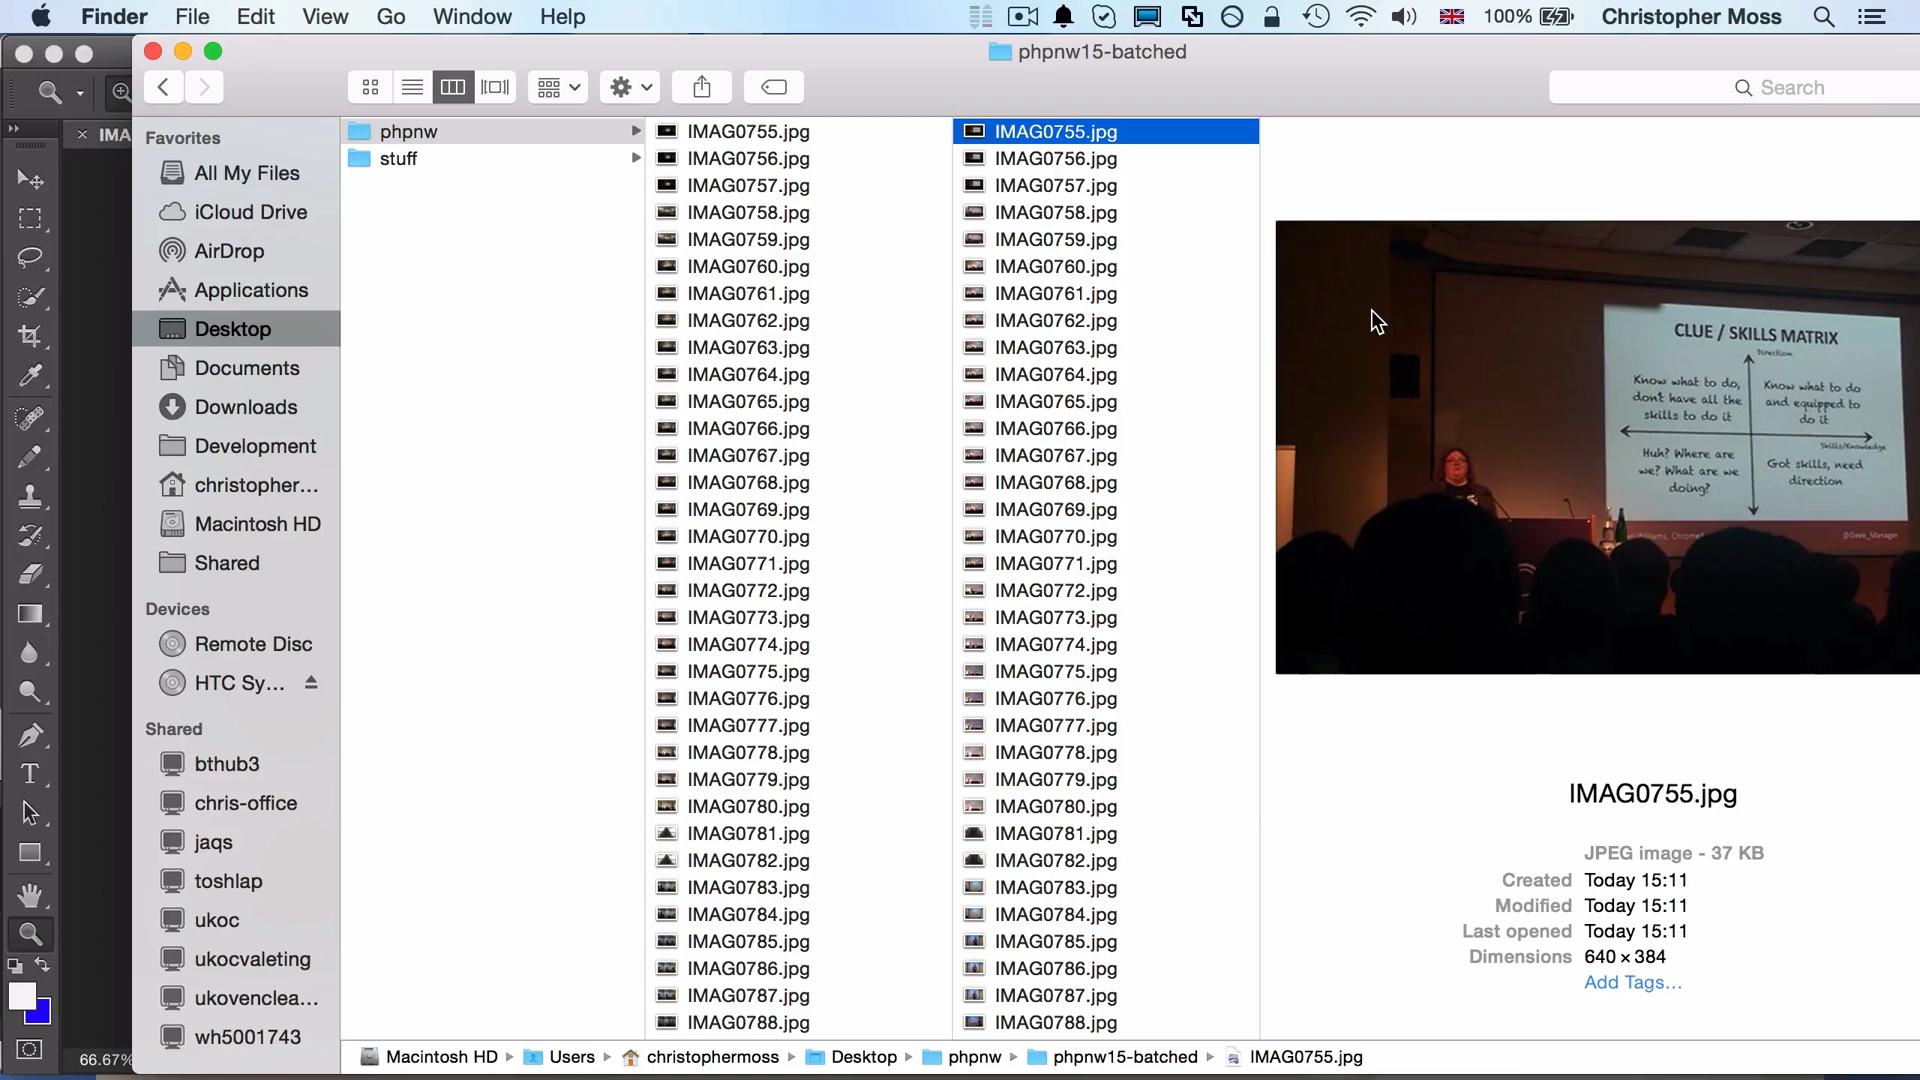 Finder File Edit View Go Window Help 100% Christopher Moss
phpnw15-batched
Search
IMA
Favorites
All My Files
iCloud Drive
AirDrop
Applications
Desktop
Documents
Downloads
Development
christopher...
Macintosh HD
Shared
Devices
Remote Disc
HTC Sy...
Shared
bthub3
chris-office
jaqs
toshlap
ukoc
ukocvaleting
ukovenclea...
wh5001743
66.67%
phpnw
stuff
IMAG0755.jpg
IMAG0756.jpg
IMAG0757.jpg
IMAG0758.jpg
IMAG0759.jpg
IMAG0760.jpg
IMAG0761.jpg
IMAG0762.jpg
IMAG0763.jpg
IMAG0764.jpg
IMAG0765.jpg
IMAG0766.jpg
IMAG0767.jpg
IMAG0768.jpg
IMAG0769.jpg
IMAG0770.jpg
IMAG0771.jpg
IMAG0772.jpg
IMAG0773.jpg
IMAG0774.jpg
IMAG0775.jpg
IMAG0776.jpg
IMAG0777.jpg
IMAG0778.jpg
IMAG0779.jpg
IMAG0780.jpg
IMAG0781.jpg
IMAG0782.jpg
IMAG0783.jpg
IMAG0784.jpg
IMAG0785.jpg
IMAG0786.jpg
IMAG0787.jpg
IMAG0788.jpg
IMAG0755.jpg
IMAG0756.jpg
IMAG0757.jpg
IMAG0758.jpg
IMAG0759.jpg
IMAG0760.jpg
IMAG0761.jpg
IMAG0762.jpg
IMAG0763.jpg
IMAG0764.jpg
IMAG0765.jpg
IMAG0766.jpg
IMAG0767.jpg
IMAG0768.jpg
IMAG0769.jpg
IMAG0770.jpg
IMAG0771.jpg
IMAG0772.jpg
IMAG0773.jpg
IMAG0774.jpg
IMAG0775.jpg
IMAG0776.jpg
IMAG0777.jpg
IMAG0778.jpg
IMAG0779.jpg
IMAG0780.jpg
IMAG0781.jpg
IMAG0782.jpg
IMAG0783.jpg
IMAG0784.jpg
IMAG0785.jpg
IMAG0786.jpg
IMAG0787.jpg
IMAG0788.jpg
CLUE / SKILLS MATRIX
Direction
Know what to do,
dont have all the
skills to do it
Know what to do
and equipped to
do it
Skills/Knowledge
Huh? Where are
we? What are we
doing?
Got skills, need
direction
Williams,
@Geek_Manager
IMAG0755.jpg
JPEG image - 37 KB
Created Today 15:11
Modified Today 15:11
Last opened Today 15:11
Dimensions 640 × 384
Add Tags...
Macintosh HD Users christophermoss Desktop phpnw phpnw15-batched IMAG0755.jpg